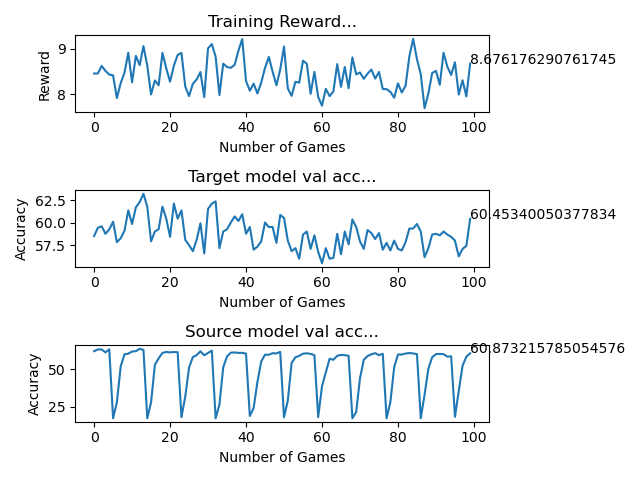 Training Reward...
9
8
Reward
8.676176290761745
0 20 40 60 80 100
Number of Games
Target model val acc...
62.5
60.0
57.5
Accuracy
60.45340050377834
0 20 40 60 80 100
Number of Games
Source model val acc...
50
25
Accuracy
60.873215785054576
0 20 40 60 80 100
Number of Games